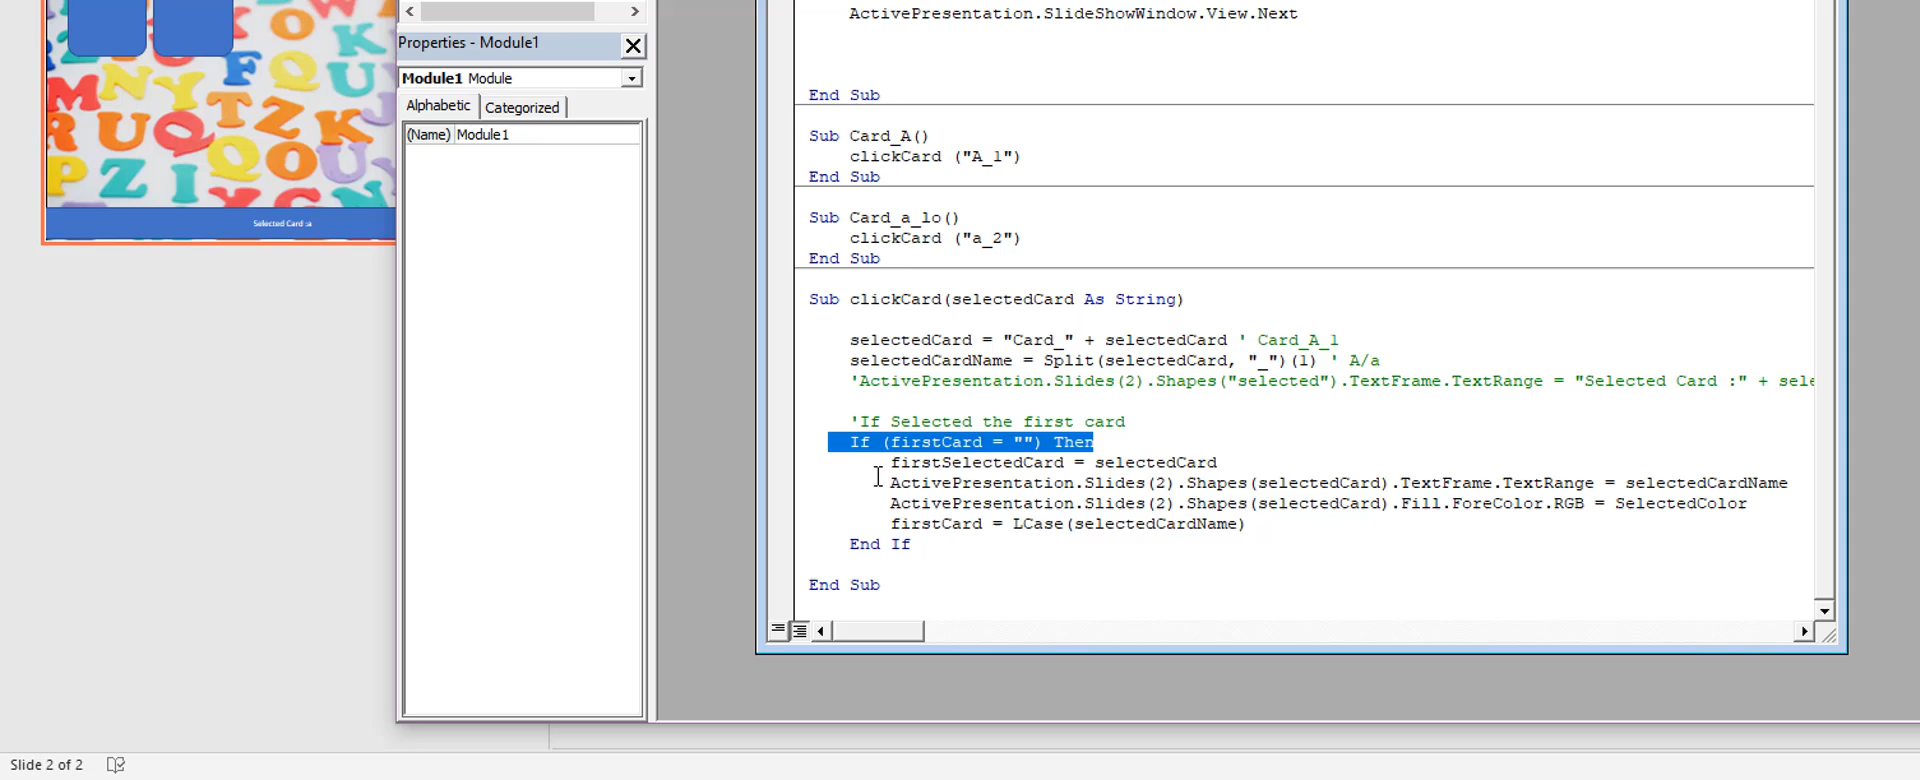 ActivePresentation.SlideShowWindow.View.Next
Properties - Module1
Module1 Module
Alphabetic Categorized
(Name) Module1
End Sub
Sub Card_A()
clickCard ("A_1")
End Sub
Sub Card_a_lo()
clickCard ("a_2")
End Sub
Sub clickCard(selectedCard As String)
selectedCard = "Card_" + selectedCard ' Card_A_1
selectedCardName = Split(selectedCard, "_")(1) ' A/a
'ActivePresentation.Slides(2).Shapes("selected").TextFrame.TextRange = "Selected Card :" + sele
'If Selected the first card
If (firstCard = "") Then
firstSelectedCard = selectedCard
ActivePresentation.Slides(2).Shapes(selectedCard).TextFrame.TextRange = selectedCardName
ActivePresentation.Slides(2).Shapes(selectedCard).Fill.ForeColor.RGB = SelectedColor
firstCard = LCase(selectedCardName)
End If
End Sub
Selected Card :a
Slide 2 of 2